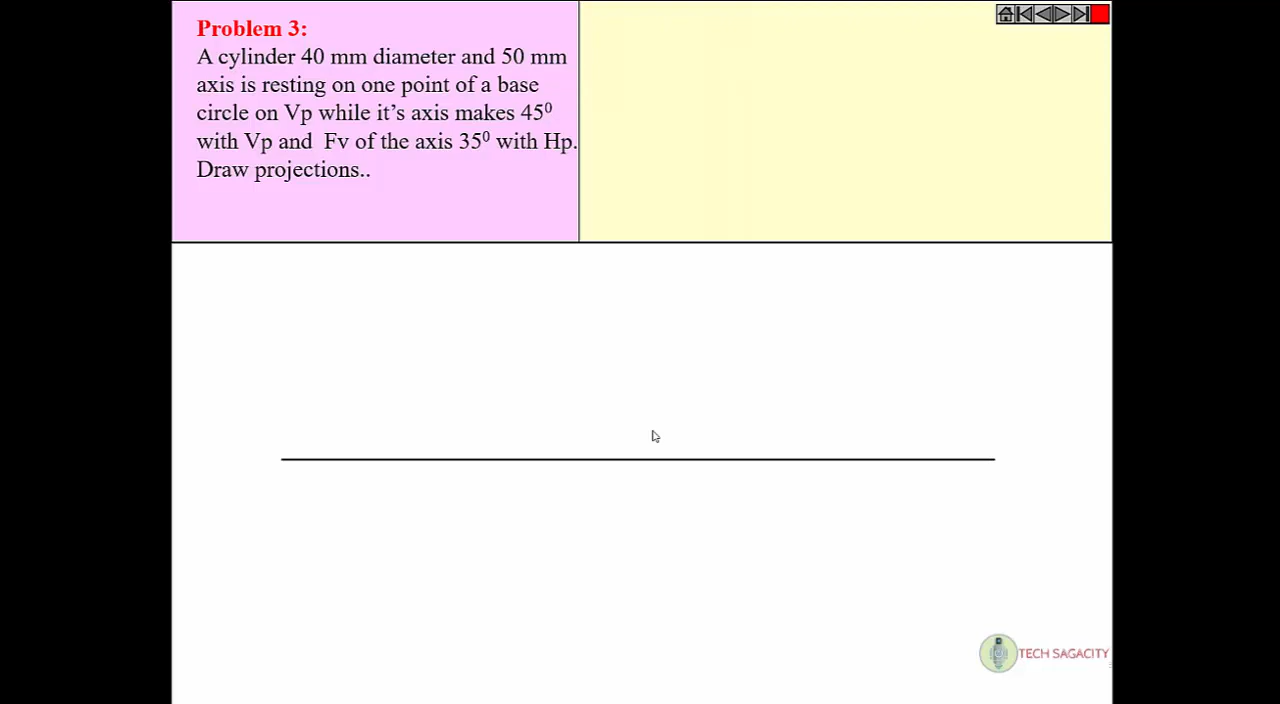 Problem 3:
A cylinder 40 mm diameter and 50 mm
axis is resting on one point of a base
circle on Vp while it’s axis makes 45⁰
with Vp and Fv of the axis 35⁰ with Hp.
Draw projections..
TECH SAGACITY